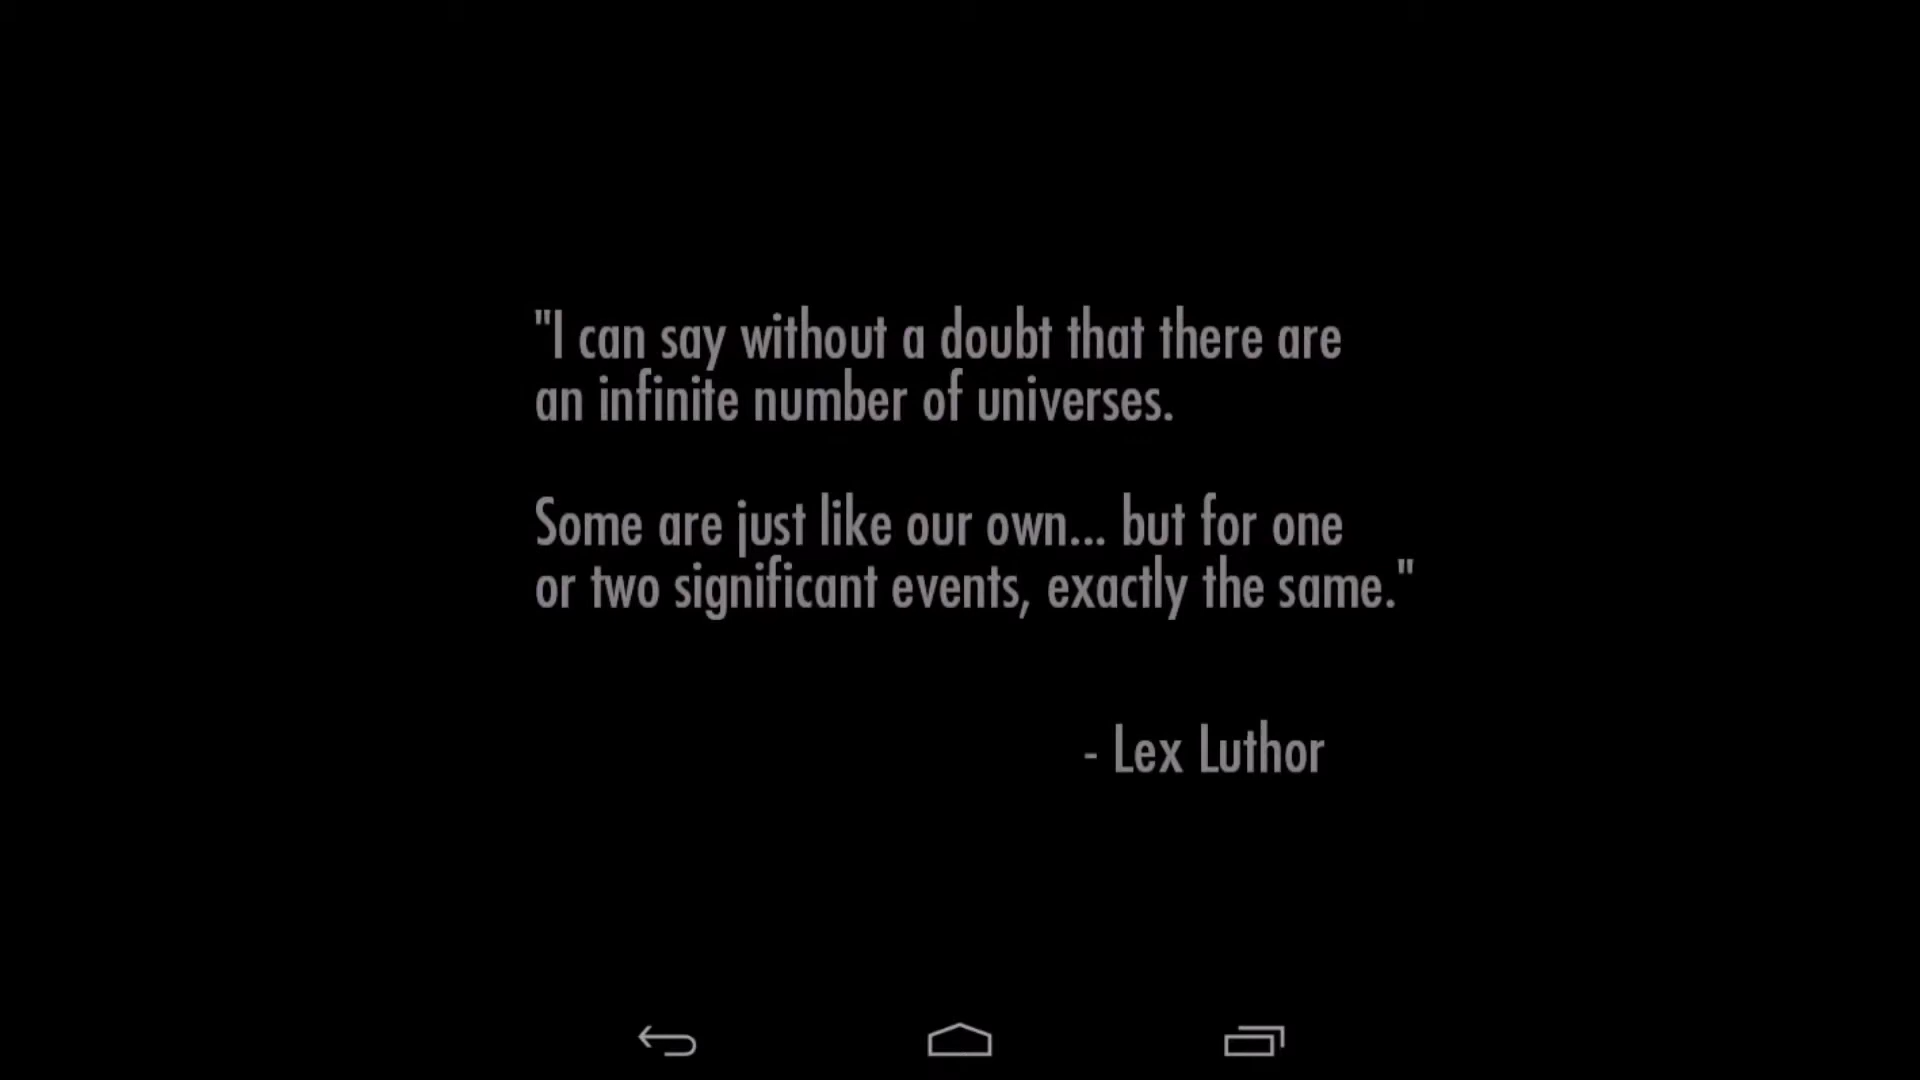 "I can say without a doubt that there are
an infinite number of universes.
Some are just like our own... but for one
or two significant events, exactly the same."
- Lex Luthor